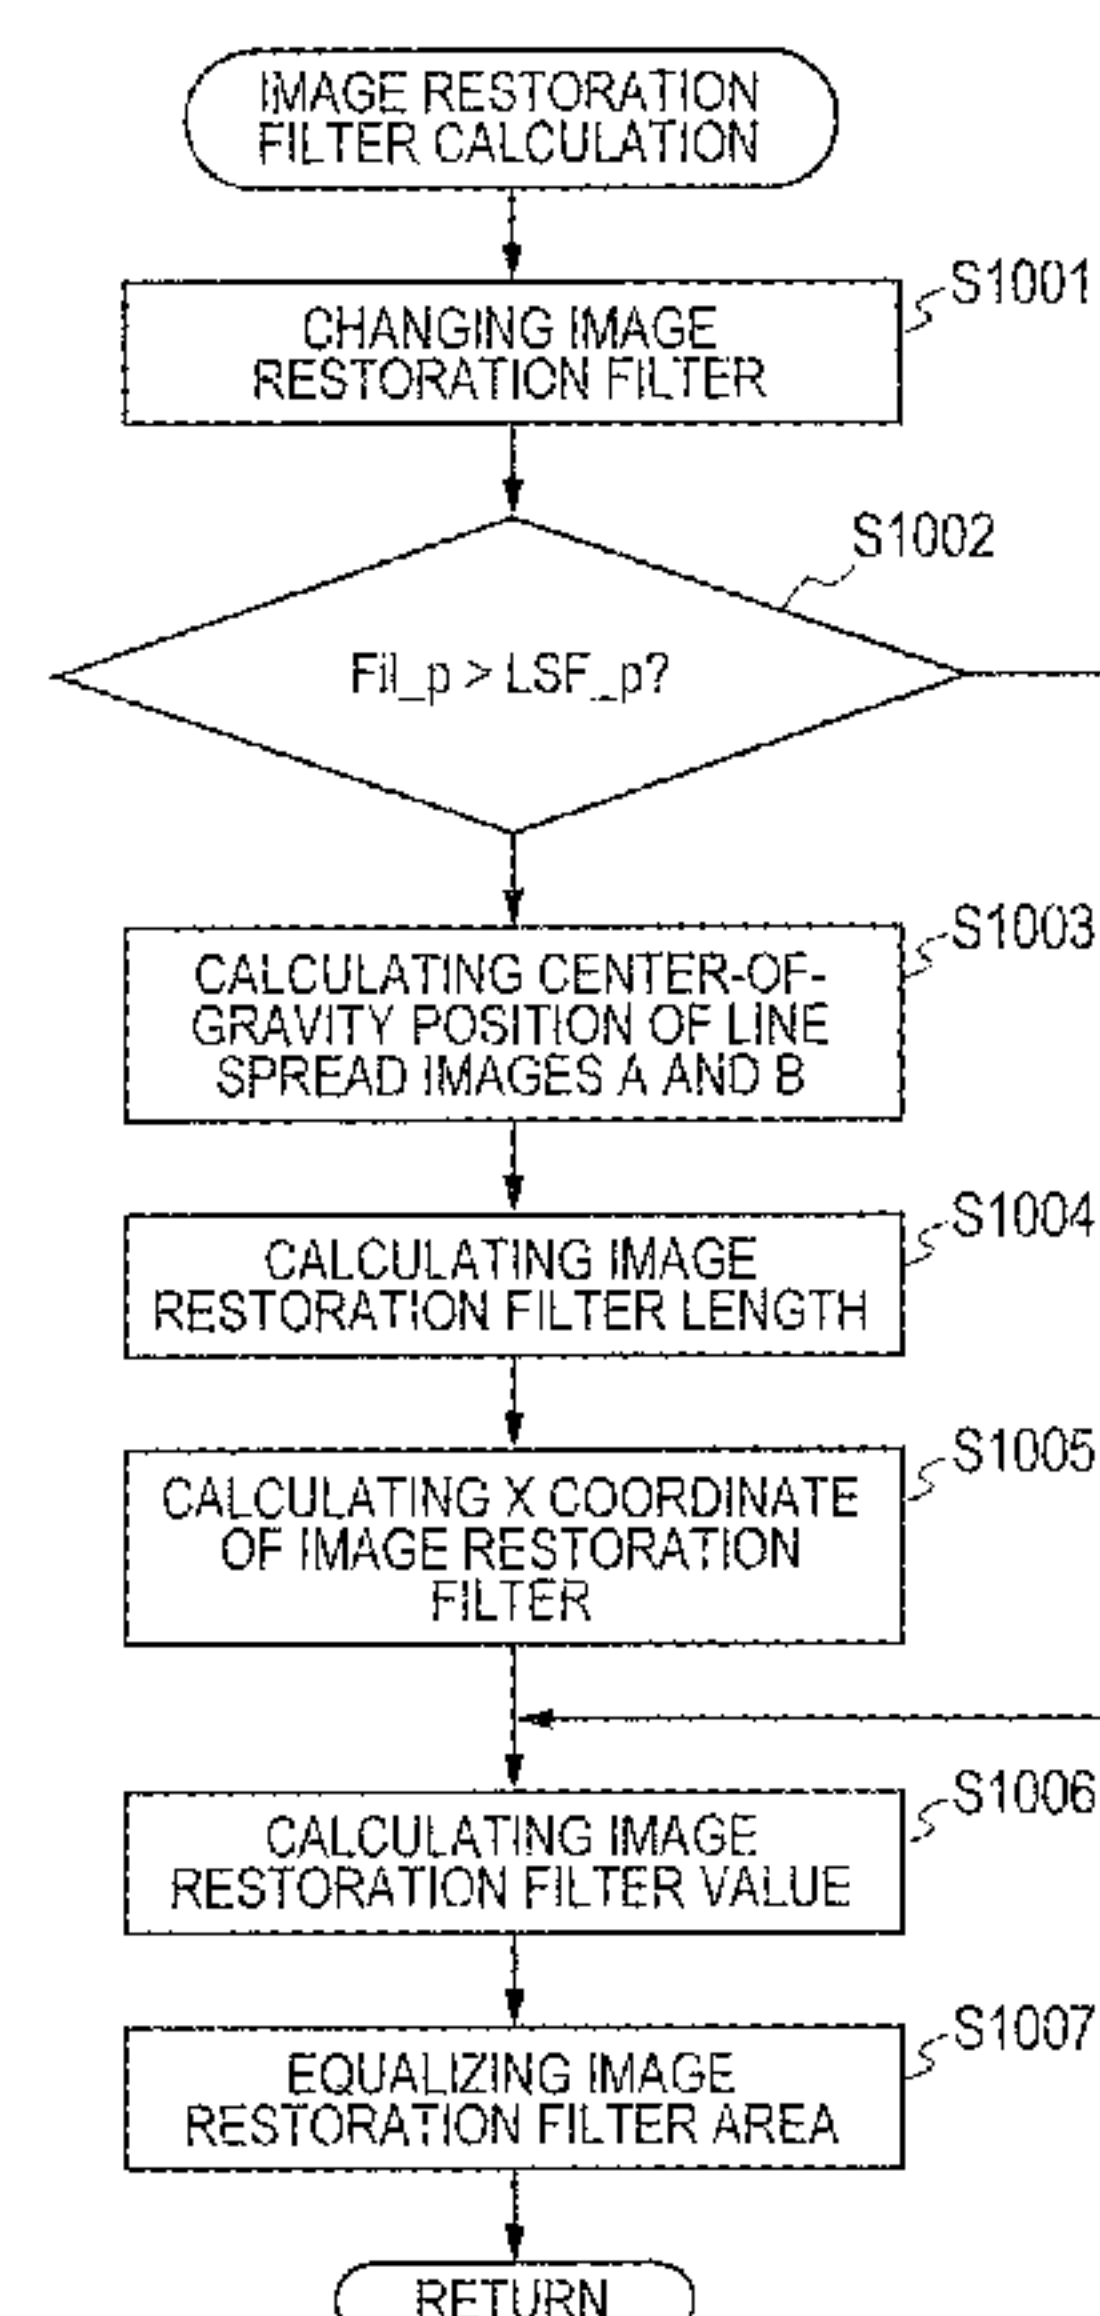 IMAGE RESTORATION
FILTER CALCULATION
S1001
CHANGING IMAGE
RESTORATION FILTER
S1002
Fil_p > LSF_p?
S1003
CALCULATING CENTER-OF-
GRAVITY POSITION OF LINE
SPREAD IMAGES A AND B
S1004
CALCULATING IMAGE
RESTORATION FILTER LENGTH
S1005
CALCULATING X COORDINATE
OF IMAGE RESTORATION
FILTER
S1006
CALCULATING IMAGE
RESTORATION FILTER VALUE
S1007
EQUALIZING IMAGE
RESTORATION FILTER AREA
RETURN